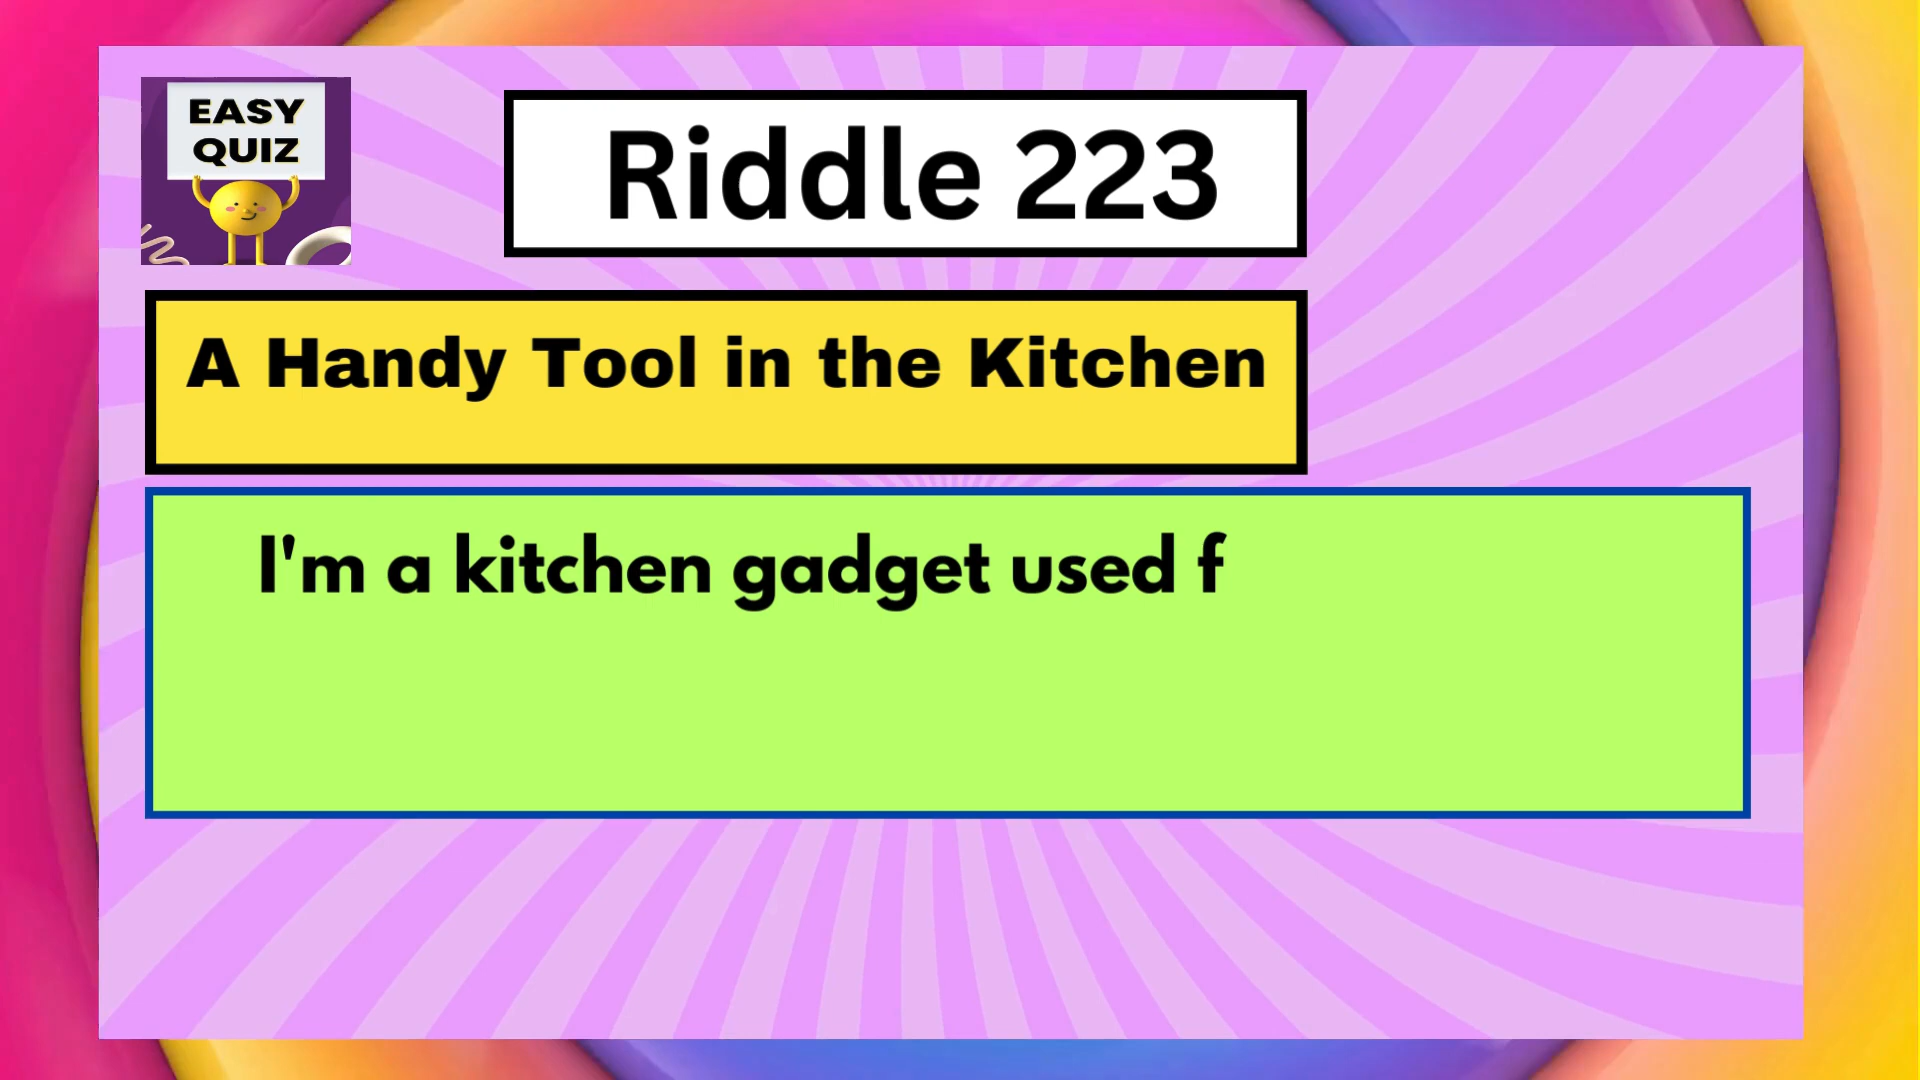 EASY
QUIZ
Riddle 223
A Handy Tool in the Kitchen
I'm a kitchen gadget used f